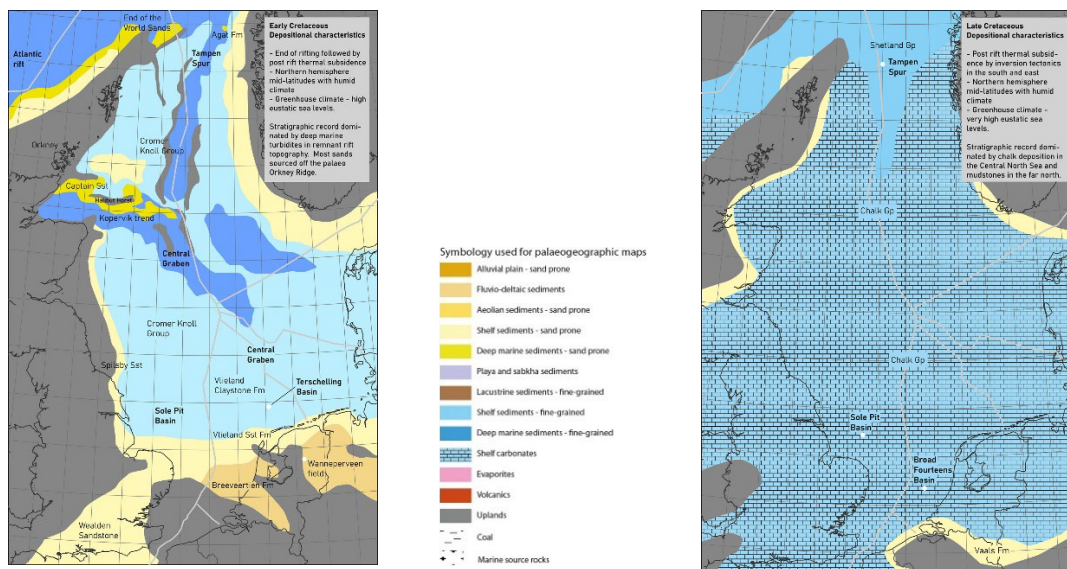 End of the
World Sands
Agat Fm
Atlantic
rift
Tampen
Spur
Early Cretaceous
Depositional characteristics
- End of rifting followed by
post rift thermal subsidence
- Northern hemisphere
mid-latitudes with humid
climate
- Greenhouse climate - high
eustatic sea levels.
Stratigraphic record domi-
nated by deep marine
turbidites in remnant rift
topography. Most sands
sourced off the palaeo
Orkney Ridge.
Orkney
Cromer
Knoll Group
Captain Sst
Halibut Horst
Kopervik trend
Central
Graben
Cromer Knoll
Group
Central
Graben
Spilsby Sst
Vlieland
Claystone Fm
Terschelling
Basin
Sole Pit
Basin
Vlieland Sst Fm
Wanneperveen
field
Breeveertien Fm
Wealden
Sandstone
Symbology used for palaeogeographic maps
Alluvial plain - sand prone
Fluvio-deltaic sediments
Aeolian sediments - sand prone
Shelf sediments - sand prone
Deep marine sediments - sand prone
Playa and sabkha sediments
Lacustrine sediments - fine-grained
Shelf sediments - fine-grained
Deep marine sediments - fine-grained
Shelf carbonates
Evaporites
Volcanics
Uplands
Coal
Marine source rocks
Shetland Gp
Tampen
Spur
Late Cretaceous
Depositional characteristics
- Post rift thermal subsid-
ence by inversion tectonics
in the south and east
- Northern hemisphere
mid-latitudes with humid
climate
- Greenhouse climate -
very high eustatic sea
levels.
Stratigraphic record domi-
nated by chalk deposition in
the Central North Sea and
mudstones in the far north.
Chalk Gp
Chalk Gp
Sole Pit
Basin
Broad
Fourteens
Basin
Vaals Fm